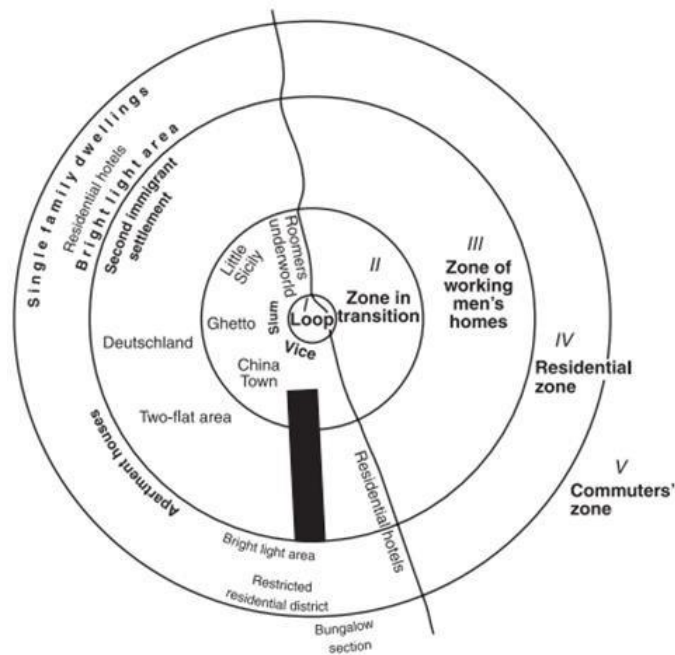 Single family dwellings
Residential hotels
Bright light area
Second immigrant
settlement
Little
Sicily
Roomers
underworld
II
Zone in
transition
III
Zone of
working
men's
homes
Ghetto
Slum
Loop
Vice
Deutschland
China
Town
IV
Residential
zone
Two-flat area
Apartment houses
Residential hotels
V
Commuters'
zone
Bright light area
Restricted
residential district
Bungalow
section